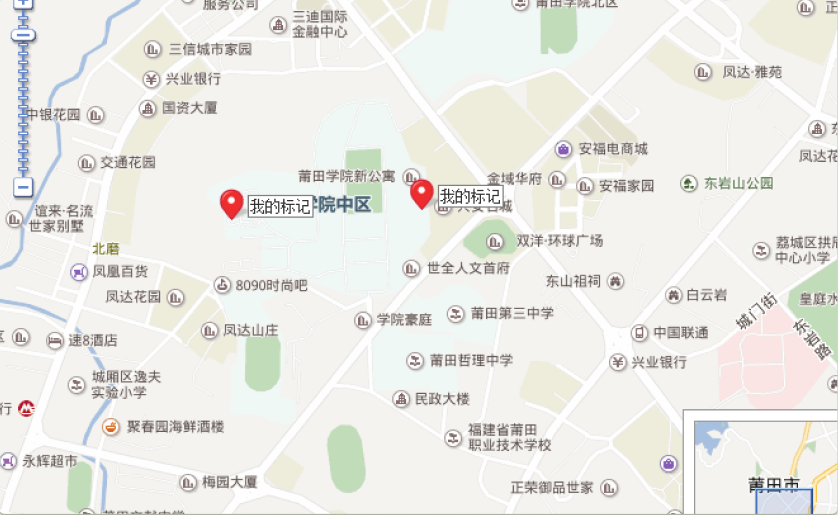 服务公司
三迪国际
金融中心
莆田学院北区
三信城市家园
兴业银行
凤达·雅苑
中银花园
国资大厦
安福电商城
交通花园
莆田学院新公寓
金域华府
安福家园
东岩山公园
我的标记
学院中区
我的标记
谊来·名流
世家别墅
北磨
双洋·环球广场
荔城区拱辰
中心小学
凤凰百货
世全人文首府
8090时尚吧
东山祖祠
凤达花园
白云岩
皇庭水
学院豪庭
莆田第三中学
城门街
东岩路
凤达山庄
中国联通
速8酒店
莆田哲理中学
兴业银行
城厢区逸夫
实验小学
民政大楼
行
聚春园海鲜酒楼
福建省莆田
职业技术学校
永辉超市
梅园大厦
正荣御品世家
莆田市